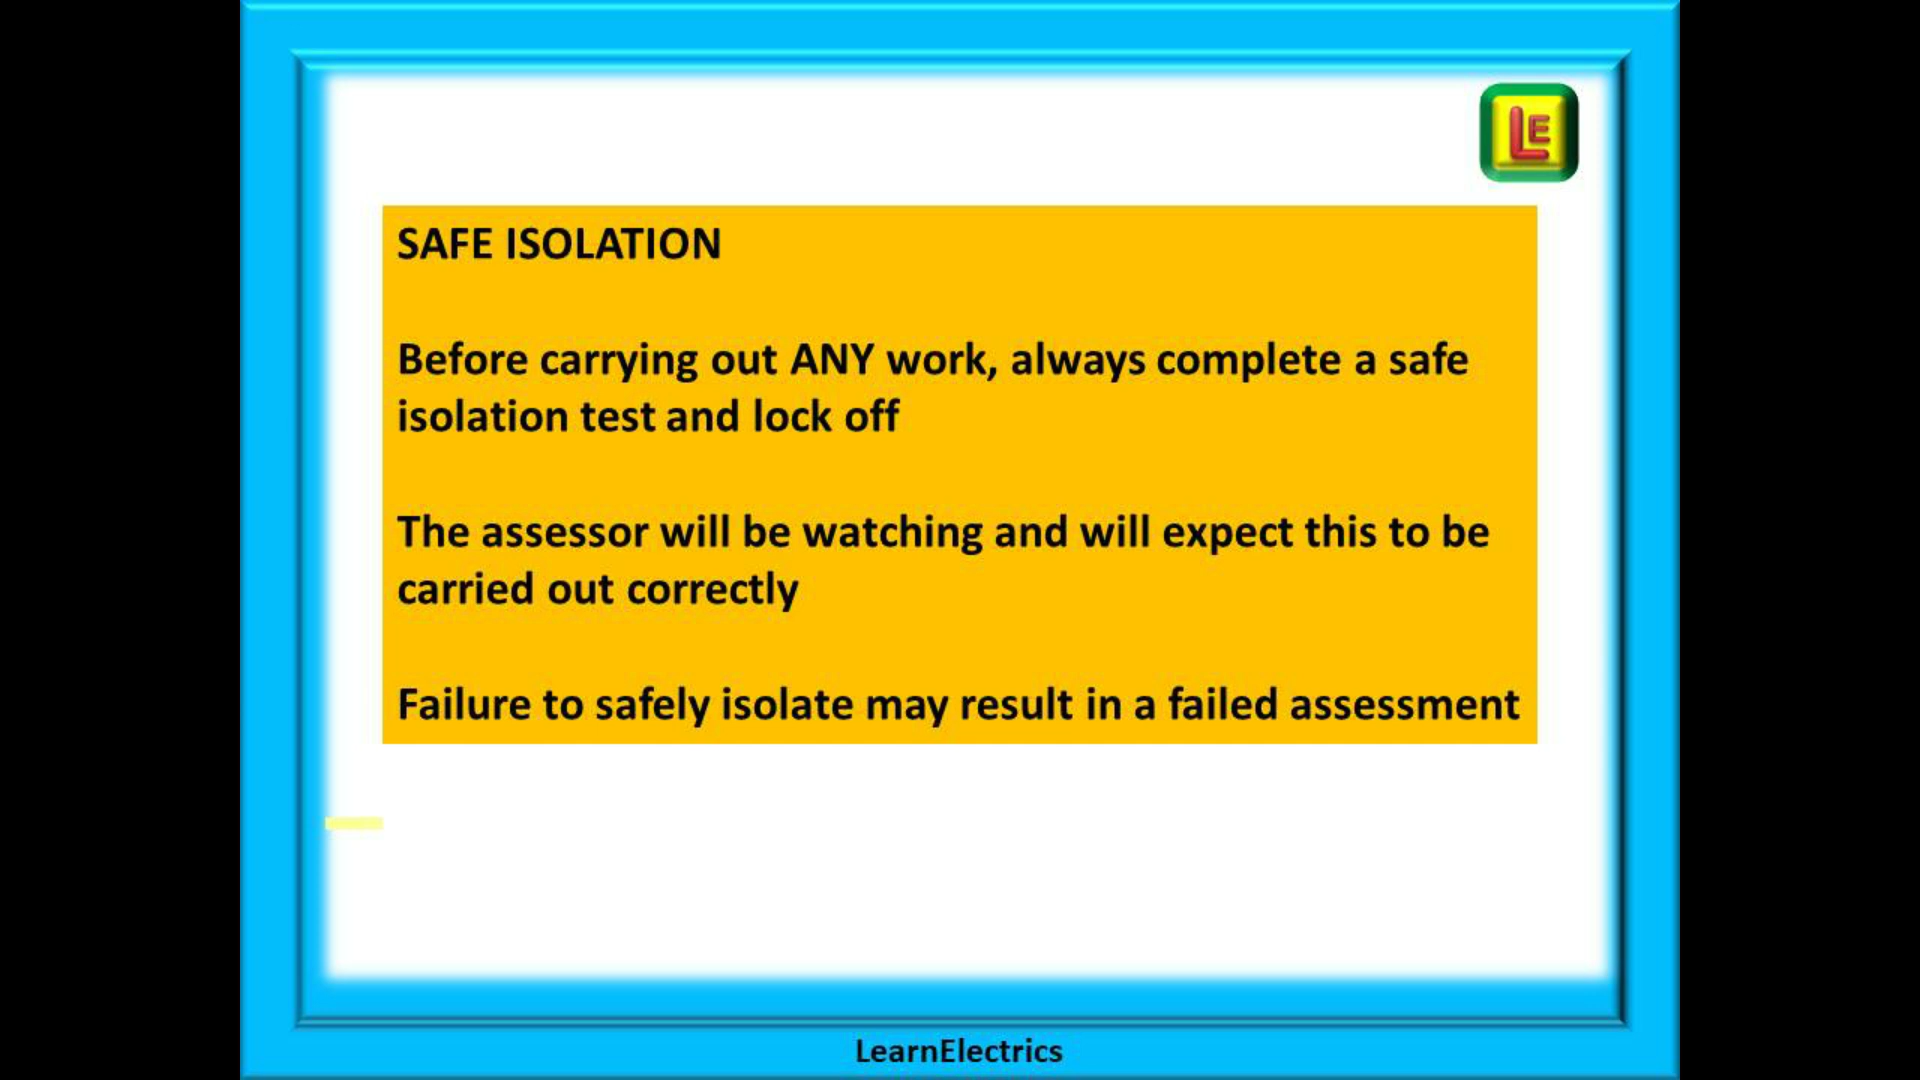 LE
SAFE ISOLATION
Before carrying out ANY work, always complete a safe
isolation test and lock off
The assessor will be watching and will expect this to be
carried out correctly
Failure to safely isolate may result in a failed assessment
LearnElectrics